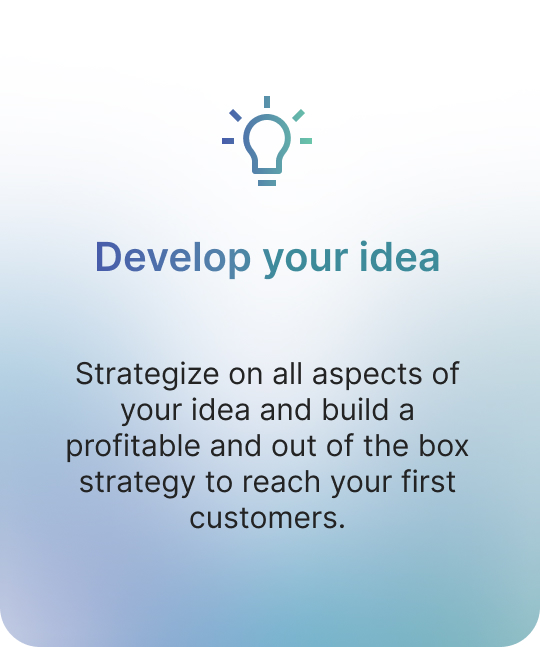 Develop your idea
Strategize on all aspects of
your idea and build a
profitable and out of the box
strategy to reach your first
customers.